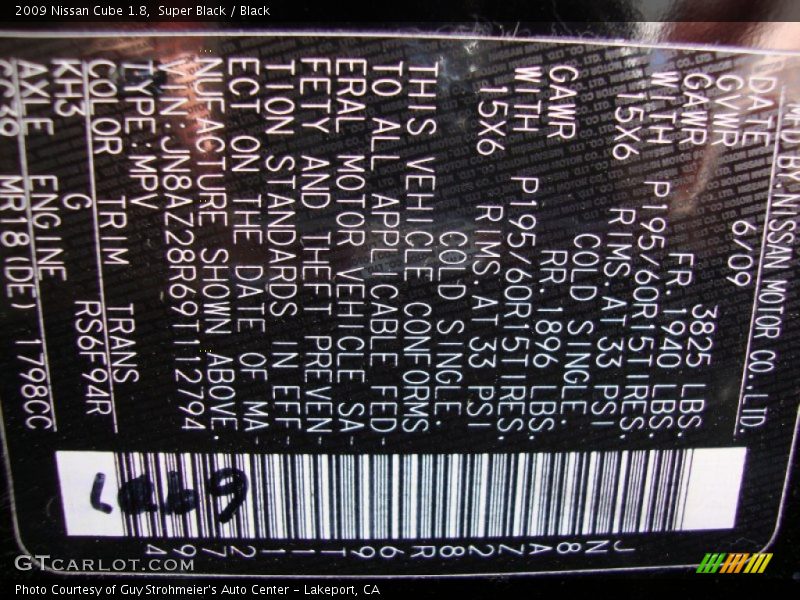 2009 Nissan Cube 1.8, Super Black / Black
MFD BY:NISSAN MOTOR CO.,LTD
DATE 6/09
GVWR 3825 LBS.
GAWR FR.1940 LBS.
WITH P195/60R15TIRES.
15X6 RIMS.AT 33 PSI
COLD SINGLE.
GAWR RR.1896 LBS.
WITH P195/60R15TIRES.
15X6 RIMS.AT 33 PSI
COLD SINGLE.
THIS VEHICLE CONFORMS
TO ALL APPLICABLE FED-
ERAL MOTOR VEHICLE SA-
FETY AND THEFT PREVEN-
TION STANDARDS IN EFF-
ECT ON THE DATE OF MA-
NUFACTURE SHOWN ABOVE.
VIN:JN8AZ28R69T112794
TYPE:MPV
COLOR TRIM TRANS
KH3 G RS6F94R
AXLE ENGINE
MR18(DE) 1798CC
JN8AZ28R69T112794
GTCARLOT.COM
Photo Courtesy of Guy Strohmeier's Auto Center - Lakeport, CA